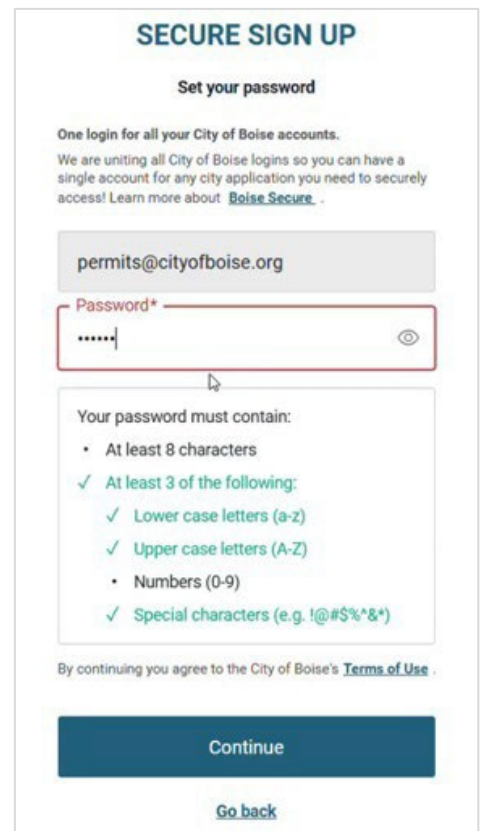 SECURE SIGN UP
Set your password
One login for all your City of Boise accounts.
We are uniting all City of Boise logins so you can have a
single account for any city application you need to securely
access! Learn more about Boise Secure .
permits@cityofboise.org
Password*
••••••
Your password must contain:
• At least 8 characters
✓ At least 3 of the following:
✓ Lower case letters (a-z)
✓ Upper case letters (A-Z)
• Numbers (0-9)
✓ Special characters (e.g. !@#$%^&*)
By continuing you agree to the City of Boise's Terms of Use .
Continue
Go back